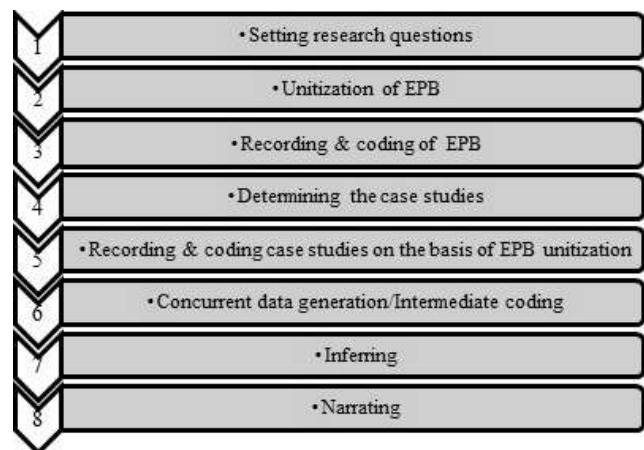 1 •Setting research questions
2 •Unitization of EPB
3 •Recording & coding of EPB
4 •Determining the case studies
5 •Recording & coding case studies on the basis of EPB unitization
6 •Concurrent data generation/Intermediate coding
7 •Inferring
8 •Narrating